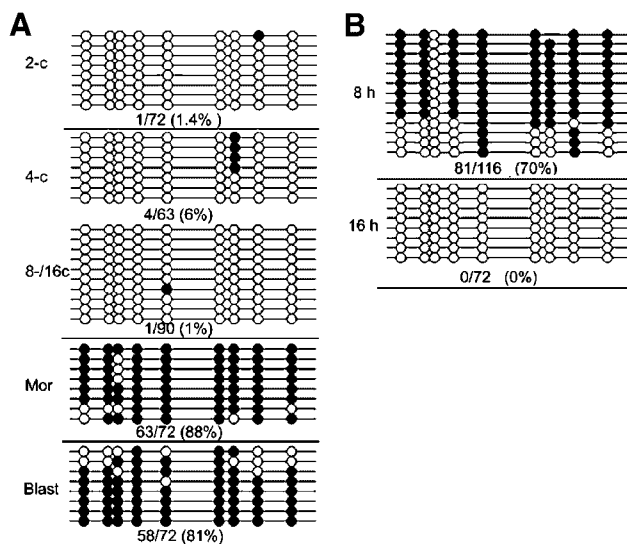 A
2-c
1/72 (1.4% )
4-c
4/63 (6%)
8-/16c
1/90 (1%)
Mor
63/72 (88%)
Blast
58/72 (81%)
B
8 h
81/116 (70%)
16 h
0/72 (0%)